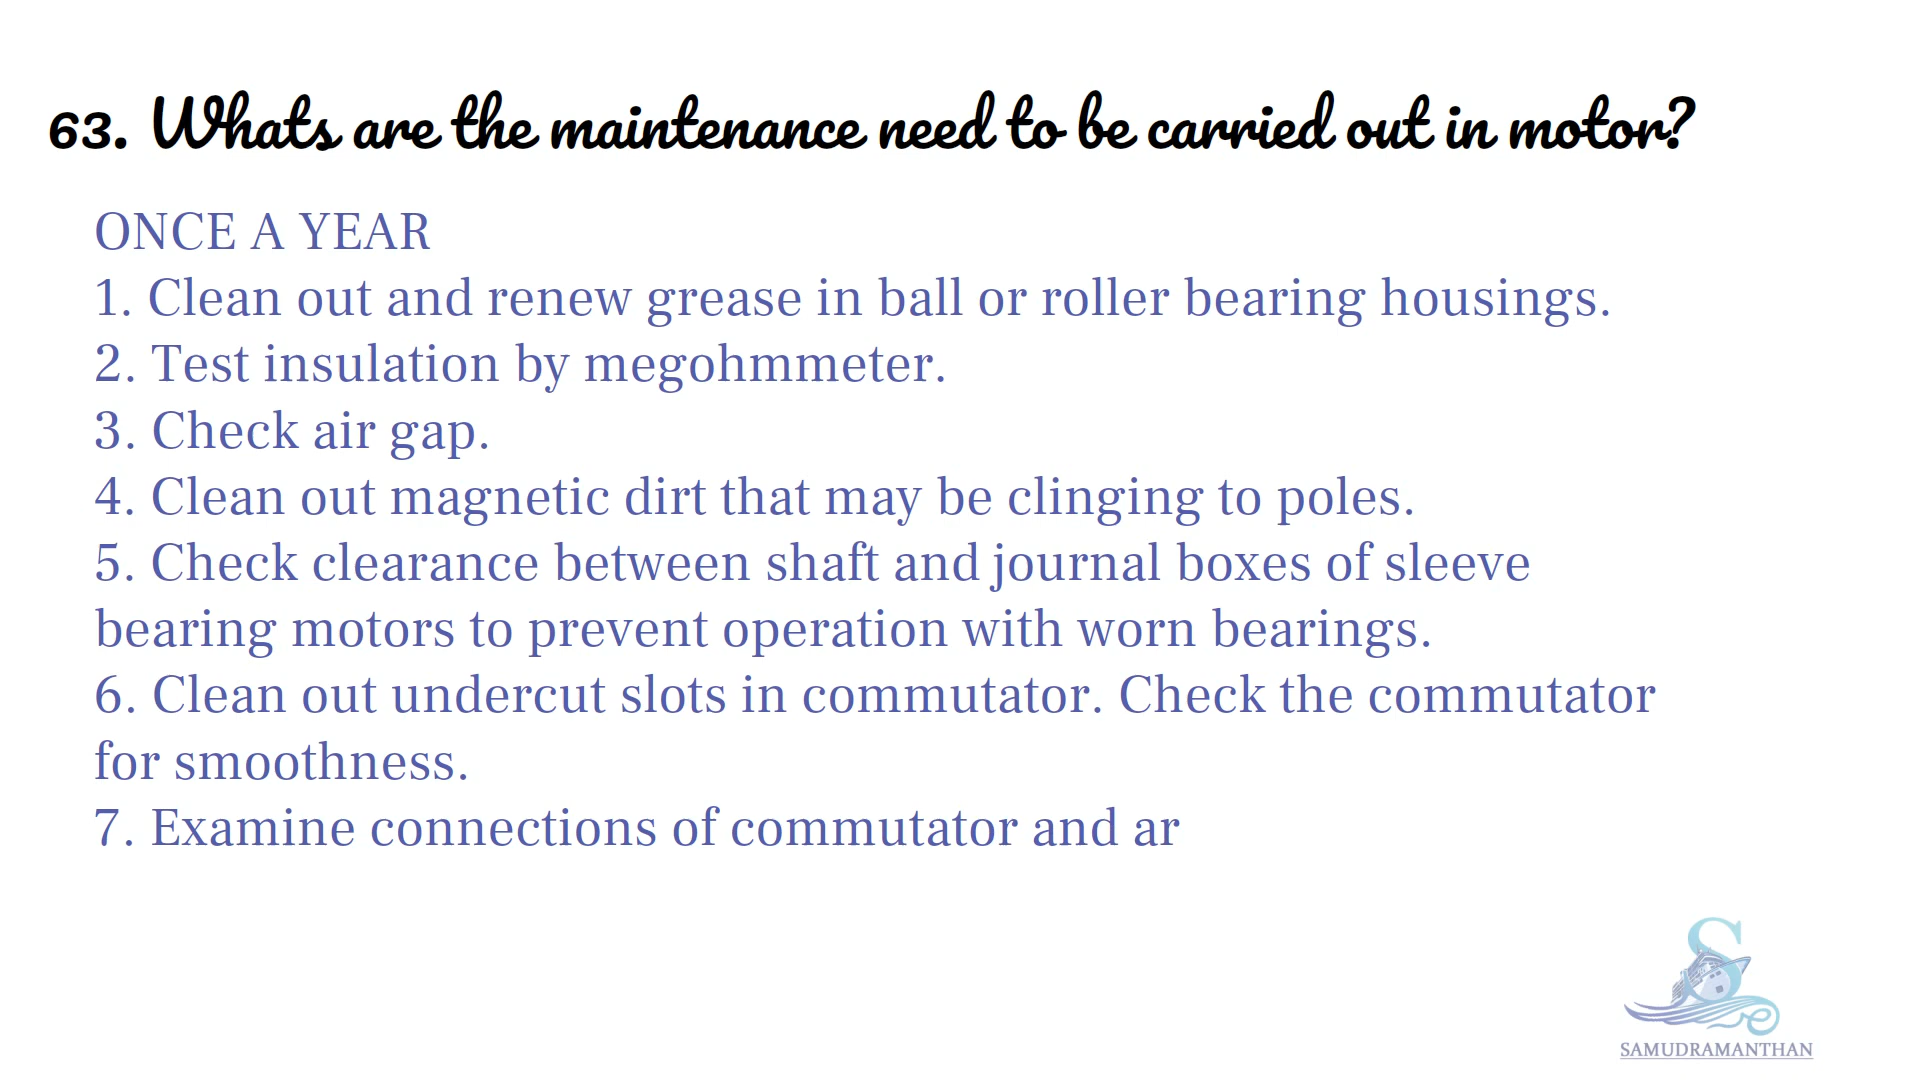 63. Whats are the maintenance need to be carried out in motor?
ONCE A YEAR
1. Clean out and renew grease in ball or roller bearing housings.
2. Test insulation by megohmmeter.
3. Check air gap.
4. Clean out magnetic dirt that may be clinging to poles.
5. Check clearance between shaft and journal boxes of sleeve
bearing motors to prevent operation with worn bearings.
6. Clean out undercut slots in commutator. Check the commutator
for smoothness.
7. Examine connections of commutator and ar
S
SAMUDRAMANTHAN